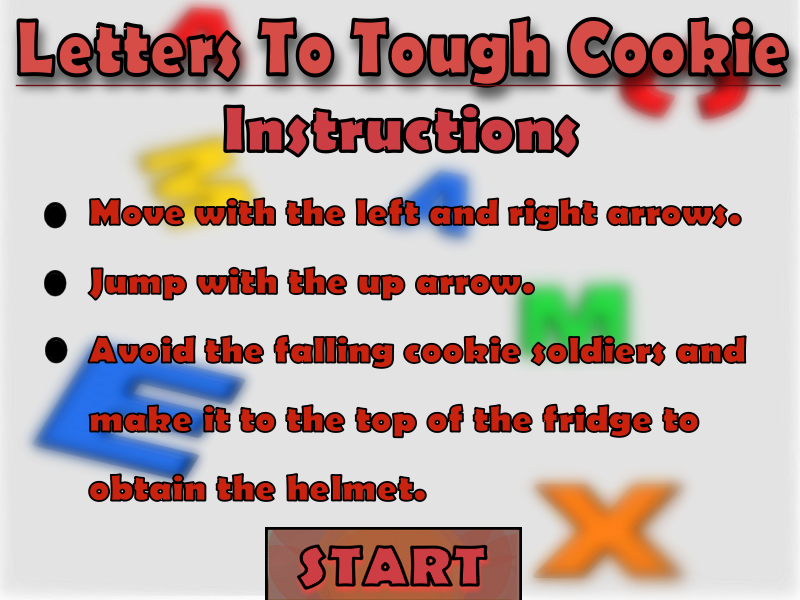 Letters To Tough Cookie
Instructions
Move with the left and right arrows.
Jump with the up arrow.
Avoid the falling cookie soldiers and
make it to the top of the fridge to
obtain the helmet.
START